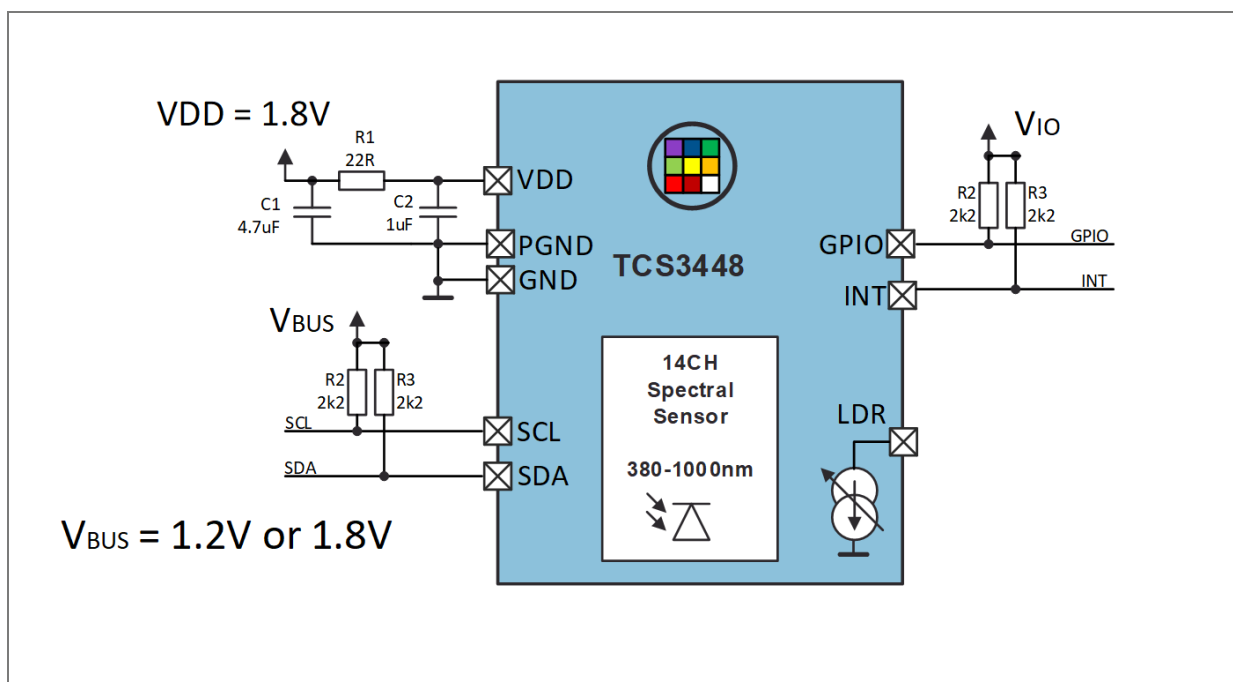 VDD = 1.8V
R1
22R
C1
4.7uF
C2
1uF
VDD
PGND
GND
VBUS
R2
2k2
R3
2k2
SCL
SDA
SCL
SDA
VBUS = 1.2V or 1.8V
TCS3448
14CH
Spectral
Sensor
380-1000nm
VIO
R2
2k2
R3
2k2
GPIO
INT
GPIO
INT
LDR